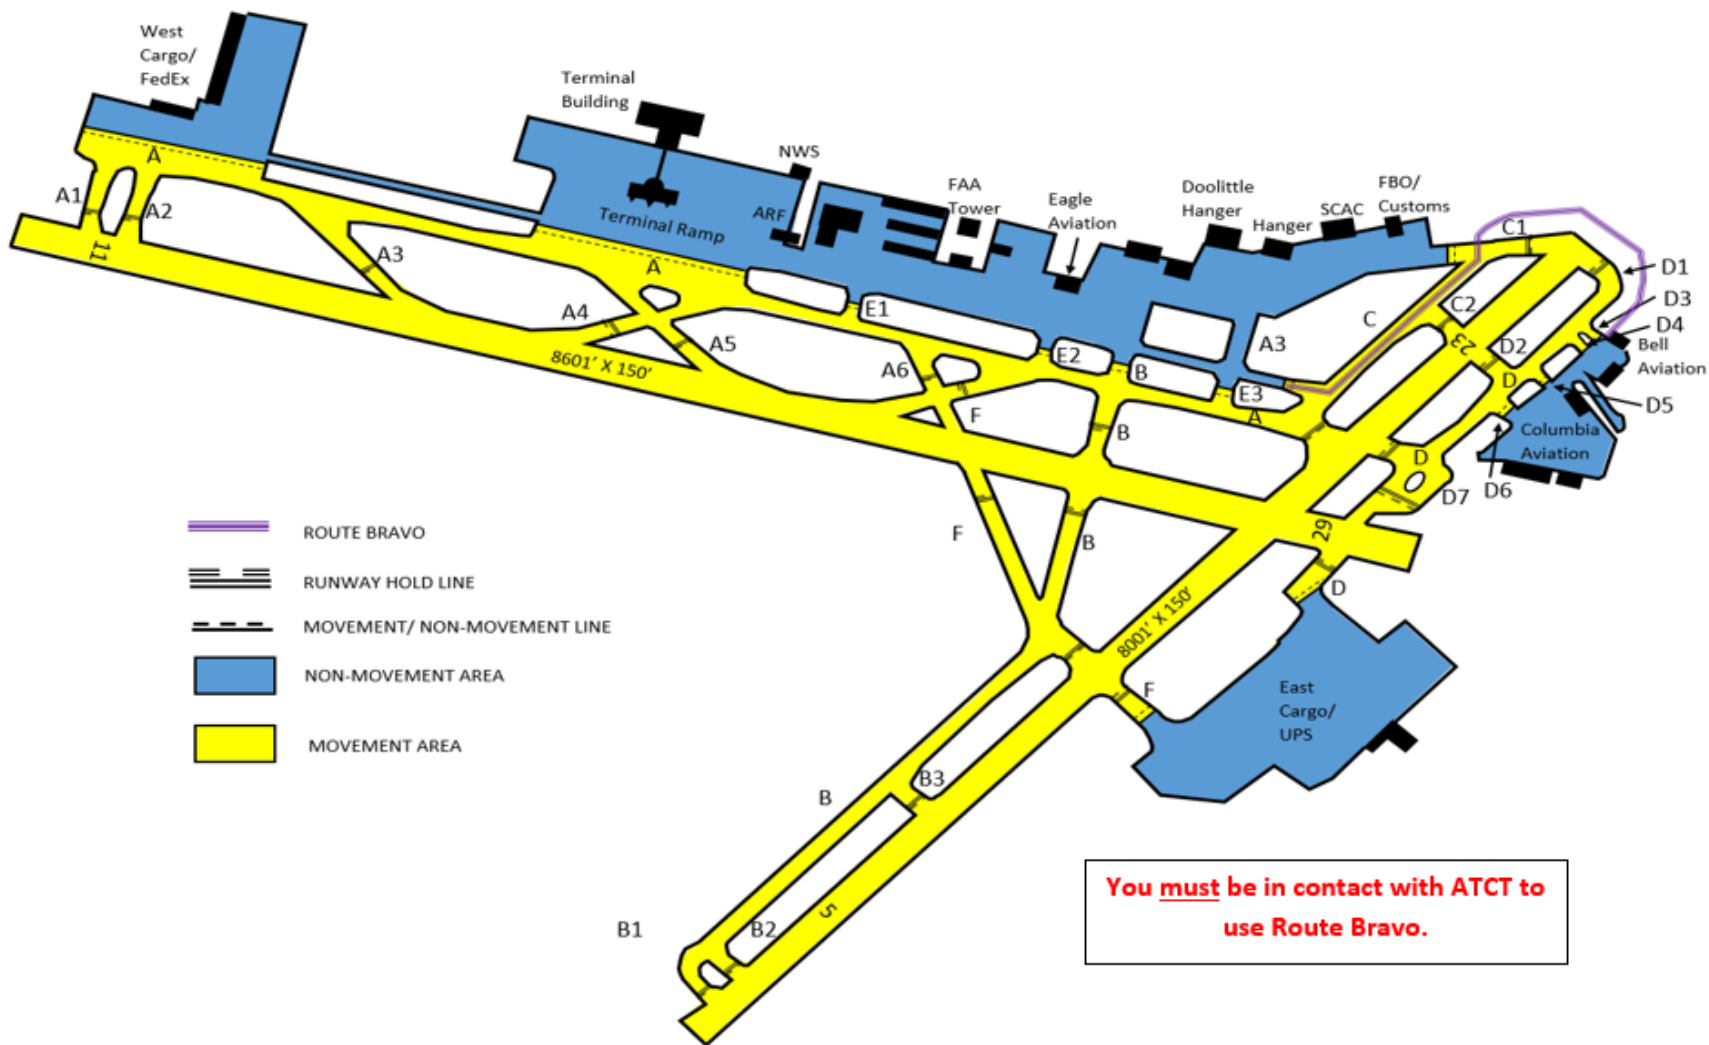 West
Cargo/
FedEx
Terminal
Building
NWS
FAA
Tower
Eagle
Aviation
Doolittle
Hanger
Hanger
SCAC
FBO/
Customs
C1
D1
D3
D4
Bell
Aviation
A
A1
A2
11
A3
Terminal Ramp
ARF
A
A4
A5
8601' X 150'
E1
E2
B
E3
A
A3
C
C2
23
D2
D
D5
Columbia
Aviation
A6
F
B
D
D6
D7
29
F
B
D
8001' X 150'
F
East
Cargo/
UPS
B3
B
B1
B2
5
ROUTE BRAVO
RUNWAY HOLD LINE
MOVEMENT/ NON-MOVEMENT LINE
NON-MOVEMENT AREA
MOVEMENT AREA
You must be in contact with ATCT to
use Route Bravo.